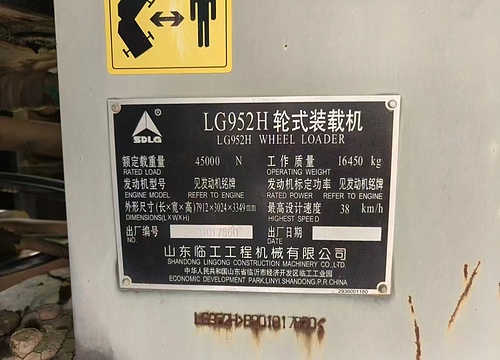 SDLG
LG952H 轮式装载机
LG952H WHEEL LOADER
额定载重量 45000 N 工作质量 16450 kg
RATED LOAD OPERATING WEIGHT
发动机型号 见发动机铭牌 发动机标定功率 见发动机铭牌
ENGINE MODEL REFER TO ENGINE RATED POWER REFER TO ENGINE
外形尺寸(长×宽×高)7912×3024×3349mm 最高设计速度 38 km/h
DIMENSIONS(L×W×H) HIGHEST SPEED
出厂编号 出厂日期
DATE
山东临工工程机械有限公司
SHANDONG LINGONG CONSTRUCTION MACHINERY CO.,LTD.
中华人民共和国山东省临沂市经济开发区临工工业园
ECONOMIC DEVELOPMENT PARK,LINYI,SHANDONG,P.R.CHINA
2936001180